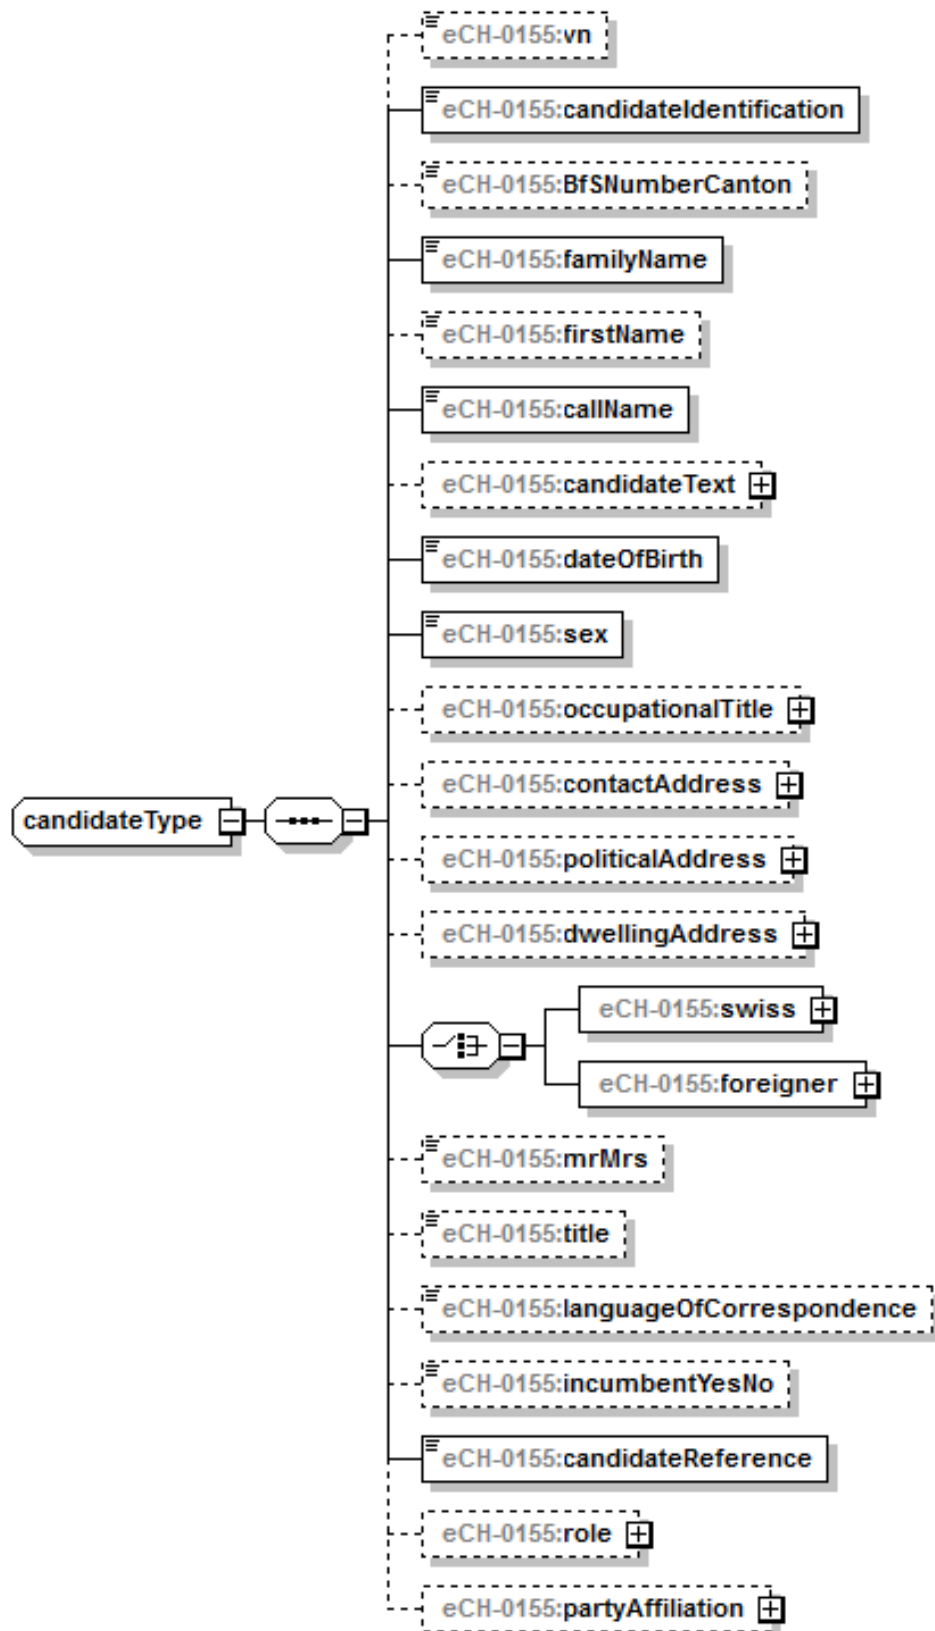 eCH-0155:vn
eCH-0155:candidateIdentification
eCH-0155:BfSNumberCanton
eCH-0155:familyName
eCH-0155:firstName
eCH-0155:callName
eCH-0155:candidateText
eCH-0155:dateOfBirth
eCH-0155:sex
eCH-0155:occupationalTitle
eCH-0155:contactAddress
candidateType
eCH-0155:politicalAddress
eCH-0155:dwellingAddress
eCH-0155:swiss
eCH-0155:foreigner
eCH-0155:mrMrs
eCH-0155:title
eCH-0155:languageOfCorrespondence
eCH-0155:incumbentYesNo
eCH-0155:candidateReference
eCH-0155:role
eCH-0155:partyAffiliation